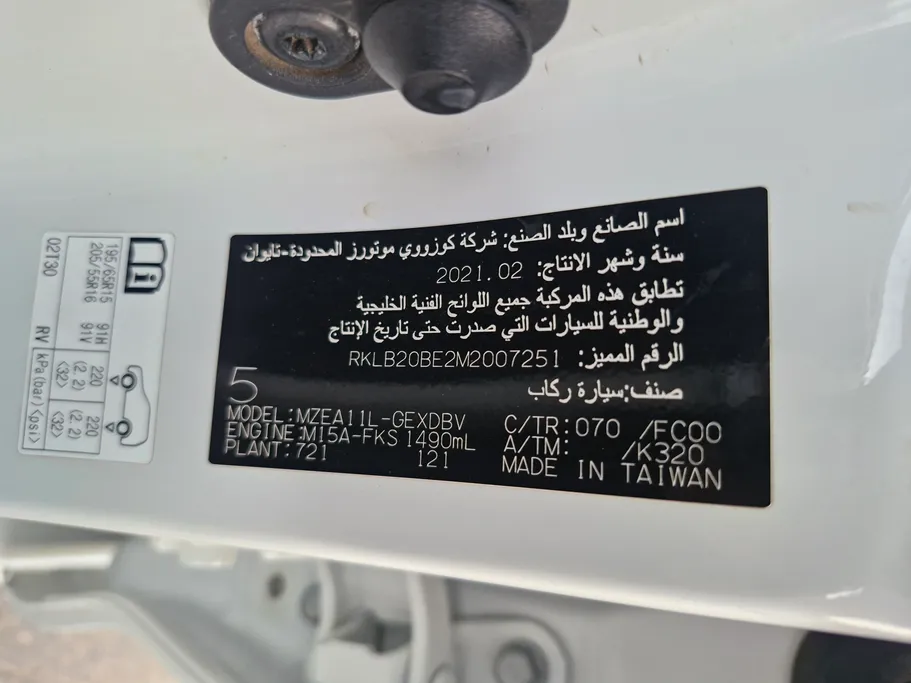 اسم الصانع وبلد الصنع: شركة كوزووي موتورز المحدودة-تايوان
سنة وشهر الانتاج: 2021.02
تطابق هذه المركبة جميع اللوائح الفنية الخليجية
والوطنية للسيارات التي صدرت حتى تاريخ الإنتاج
الرقم المميز: RKLB20BE2M2007251
صنف:سيارة ركاب
5
MODEL:MZEA11L-GEXDBV
ENGINE:M15A-FKS 1490mL
PLANT:721 121
C/TR:070 /FC00
A/TM: /K320
MADE IN TAIWAN
195/65R15 91H 220 (2.2) <32> 220 (2.2) <32>
205/55R16 91V
RV kPa(bar)<psi>
02T30